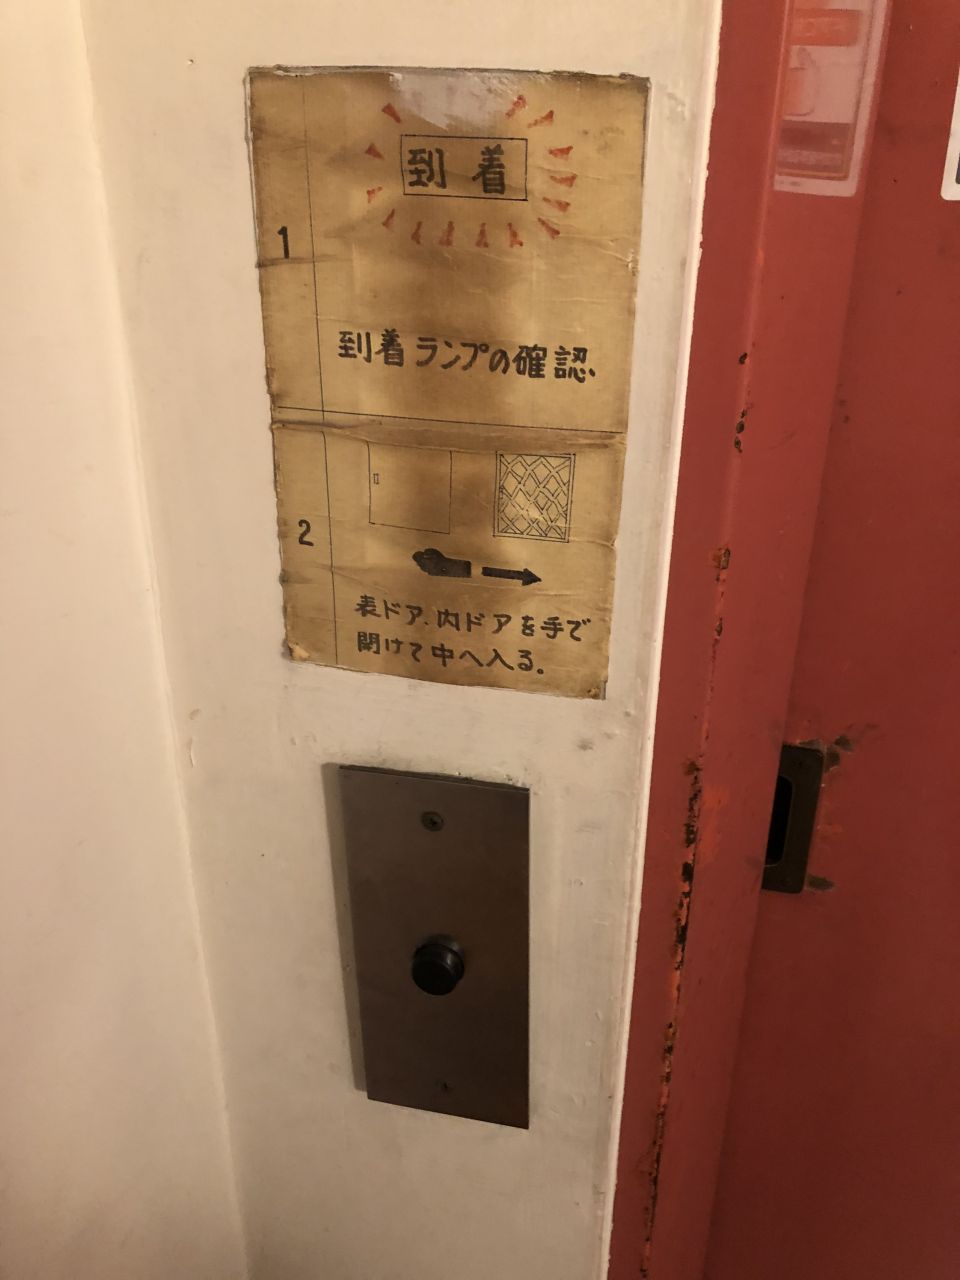 1
到着
到着ランプの確認
2
表ドア、内ドアを手で
開けて中へ入る。